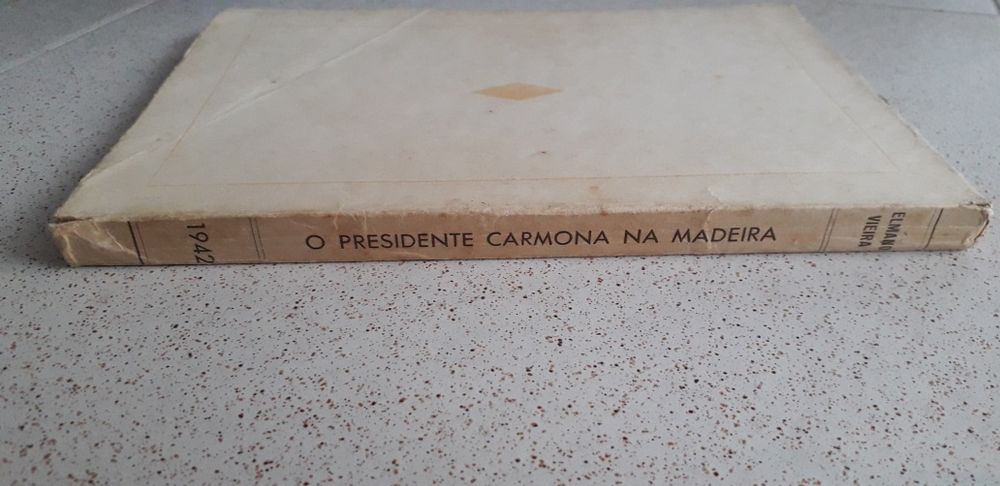 1942
O PRESIDENTE CARMONA NA MADEIRA
ELMANO
VIEIRA